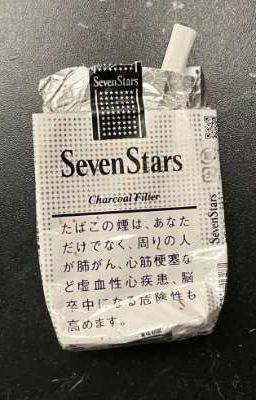 SevenStars
SevenStars
Charcoal Filter
たばこの煙は、あなた
だけでなく、周りの人
が肺がん、心筋梗塞な
ど虚血性心疾患、脳
卒中になる危険性も
高めます。
SevenStars